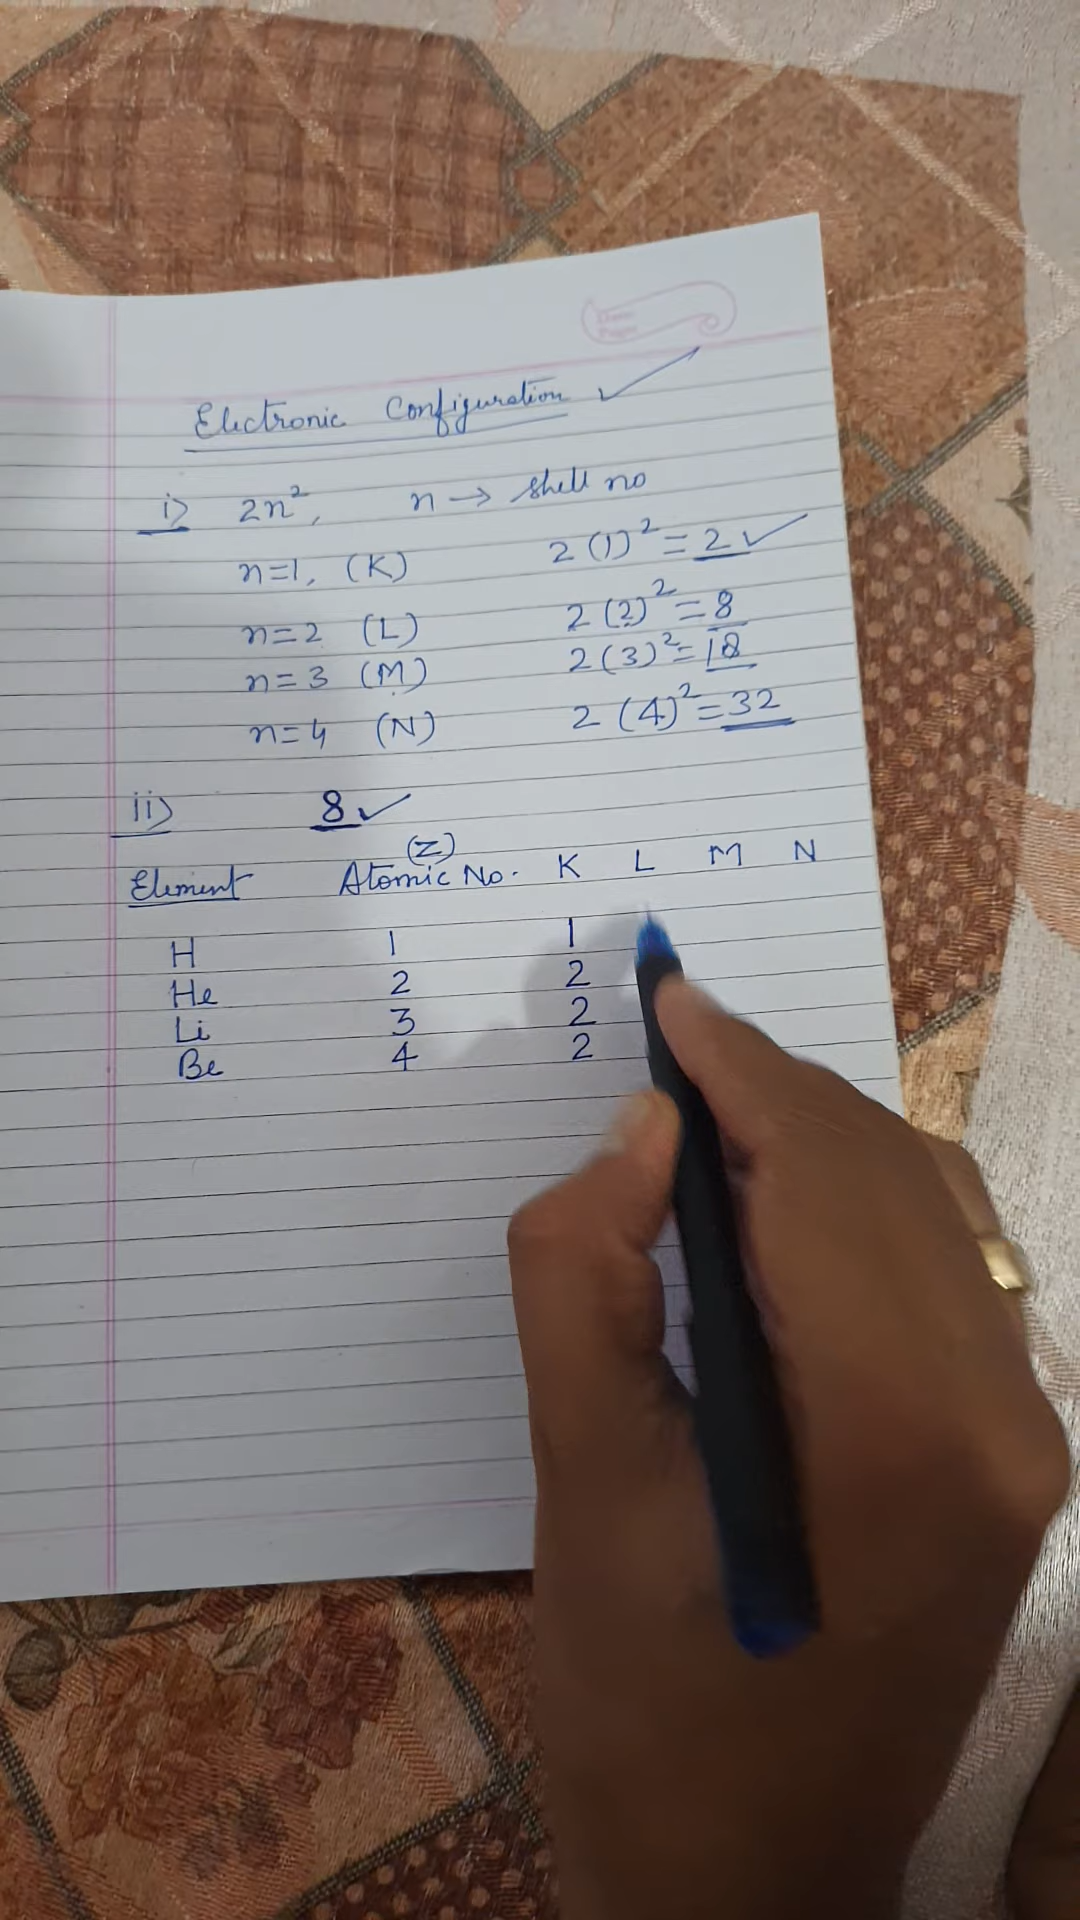 Electronic Configuration ✓
i) 2n², n → shell no
n=1, (K) 2(1)² = 2 ✓
n=2 (L) 2(2)² = 8
n=3 (M) 2(3)² = 18
n=4 (N) 2(4)² = 32
ii) 8 ✓
(Z)
Element Atomic No. K L M N
H 1 1
He 2 2
Li 3 2
Be 4 2